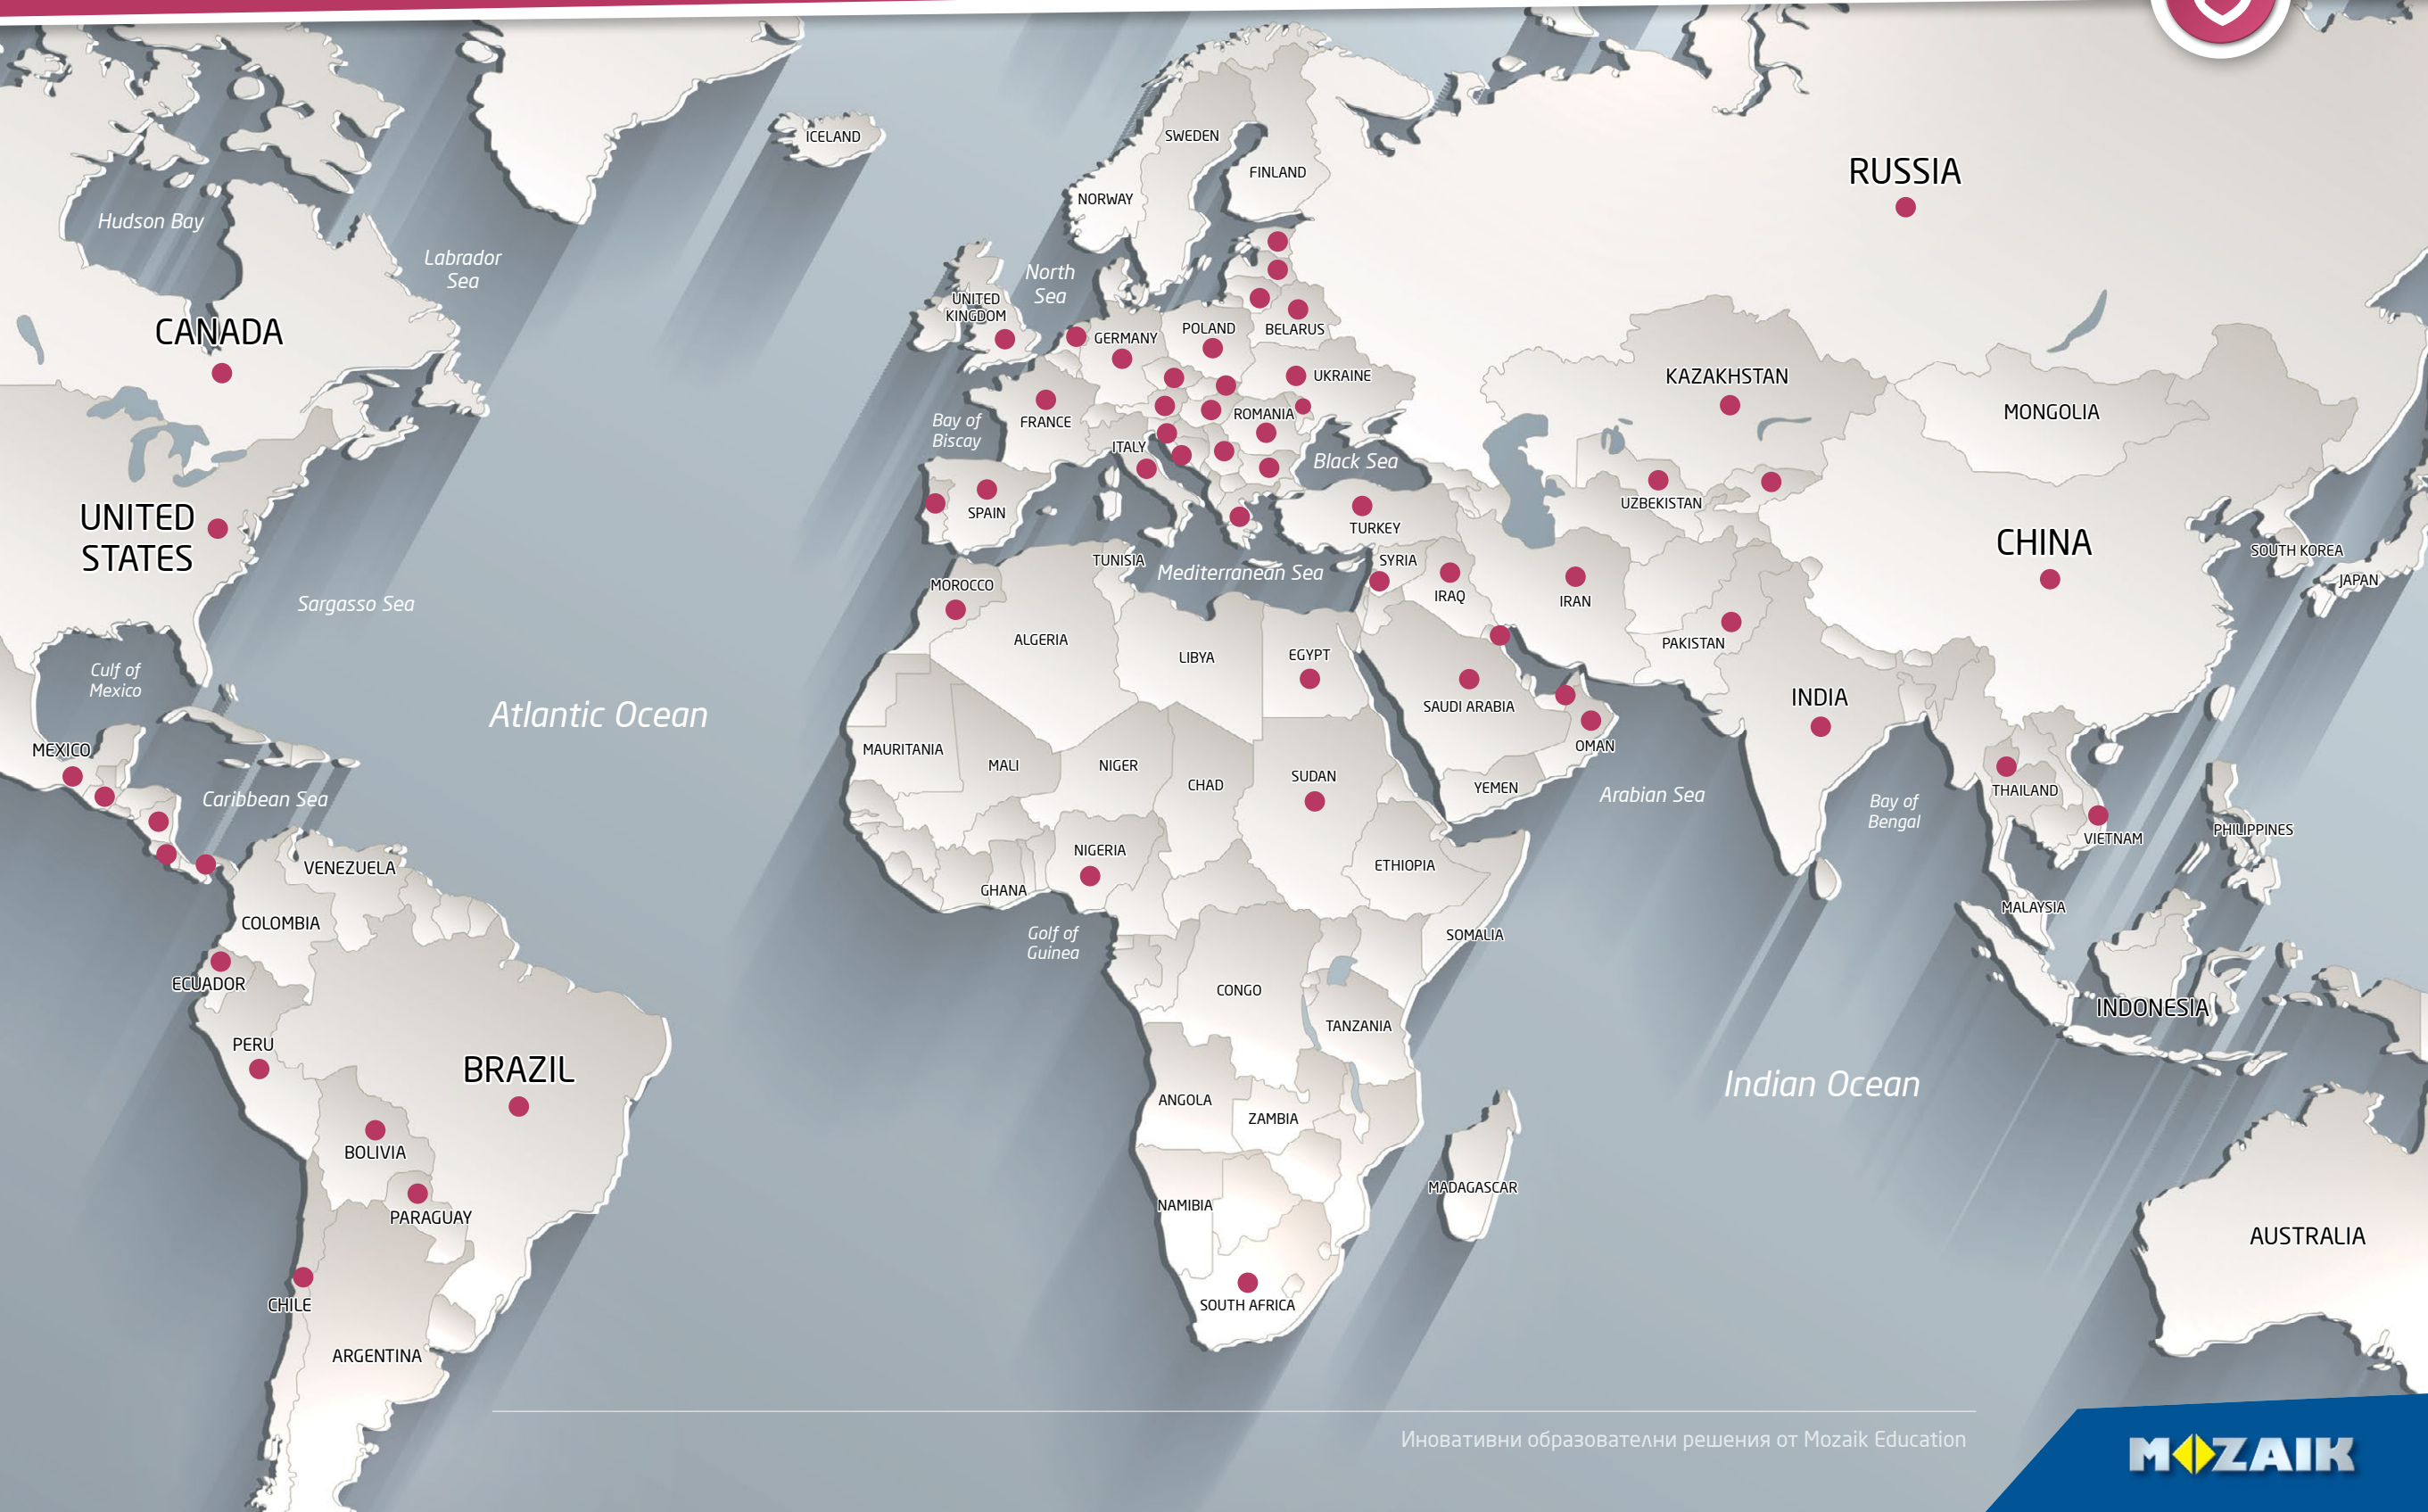 ICELAND
SWEDEN
FINLAND
NORWAY
RUSSIA
Hudson Bay
Labrador
Sea
North
Sea
UNITED
KINGDOM
CANADA
GERMANY
POLAND
BELARUS
UKRAINE
KAZAKHSTAN
MONGOLIA
FRANCE
ROMANIA
Bay of
Biscay
ITALY
Black Sea
UNITED
STATES
SPAIN
TURKEY
UZBEKISTAN
CHINA
SOUTH KOREA
JAPAN
TUNISIA
Mediterranean Sea
SYRIA
MOROCCO
IRAQ
IRAN
Sargasso Sea
ALGERIA
LIBYA
EGYPT
PAKISTAN
Culf of
Mexico
INDIA
Atlantic Ocean
SAUDI ARABIA
OMAN
MEXICO
MAURITANIA
MALI
NIGER
CHAD
SUDAN
YEMEN
Arabian Sea
Bay of
Bengal
THAILAND
VIETNAM
PHILIPPINES
Caribbean Sea
NIGERIA
VENEZUELA
GHANA
ETHIOPIA
COLOMBIA
Golf of
Guinea
SOMALIA
MALAYSIA
ECUADOR
CONGO
INDONESIA
TANZANIA
PERU
BRAZIL
Indian Ocean
ANGOLA
ZAMBIA
BOLIVIA
NAMIBIA
MADAGASCAR
PARAGUAY
AUSTRALIA
CHILE
SOUTH AFRICA
ARGENTINA
Иновативни образователни решения от Mozaik Education
MOZAIK